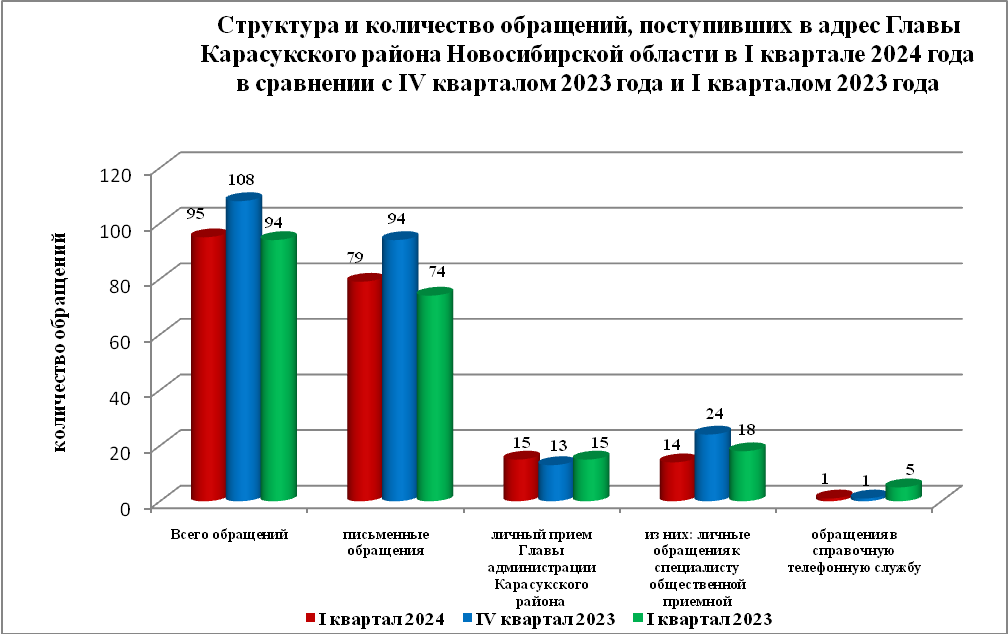 Структура и количество обращений, поступивших в адрес Главы
Карасукского района Новосибирской области в I квартале 2024 года
в сравнении с IV кварталом 2023 года и I кварталом 2023 года
количество обращений
120
100
80
60
40
20
0
95
108
94
79
94
74
15
13
15
14
24
18
1
1
5
Всего обращений
письменные
обращения
личный прием
Главы
администрации
Карасукского
района
из них: личные
обращения к
специалисту
общественной
приемной
обращения в
справочную
телефонную службу
I квартал 2024
IV квартал 2023
I квартал 2023